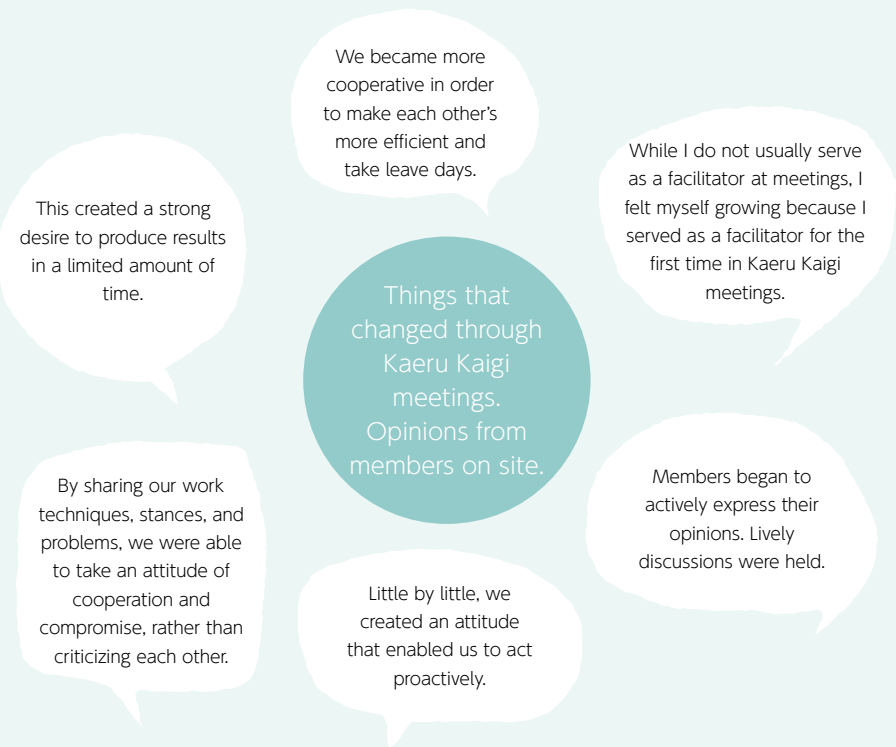 We became more
cooperative in order
to make each other's
more efficient and
take leave days.
While I do not usually serve
as a facilitator at meetings, I
felt myself growing because I
served as a facilitator for the
first time in Kaeru Kaigi
meetings.
This created a strong
desire to produce results
in a limited amount of
time.
Things that
changed through
Kaeru Kaigi
meetings.
Opinions from
members on site.
By sharing our work
techniques, stances, and
problems, we were able
to take an attitude of
cooperation and
compromise, rather than
criticizing each other.
Members began to
actively express their
opinions. Lively
discussions were held.
Little by little, we
created an attitude
that enabled us to act
proactively.